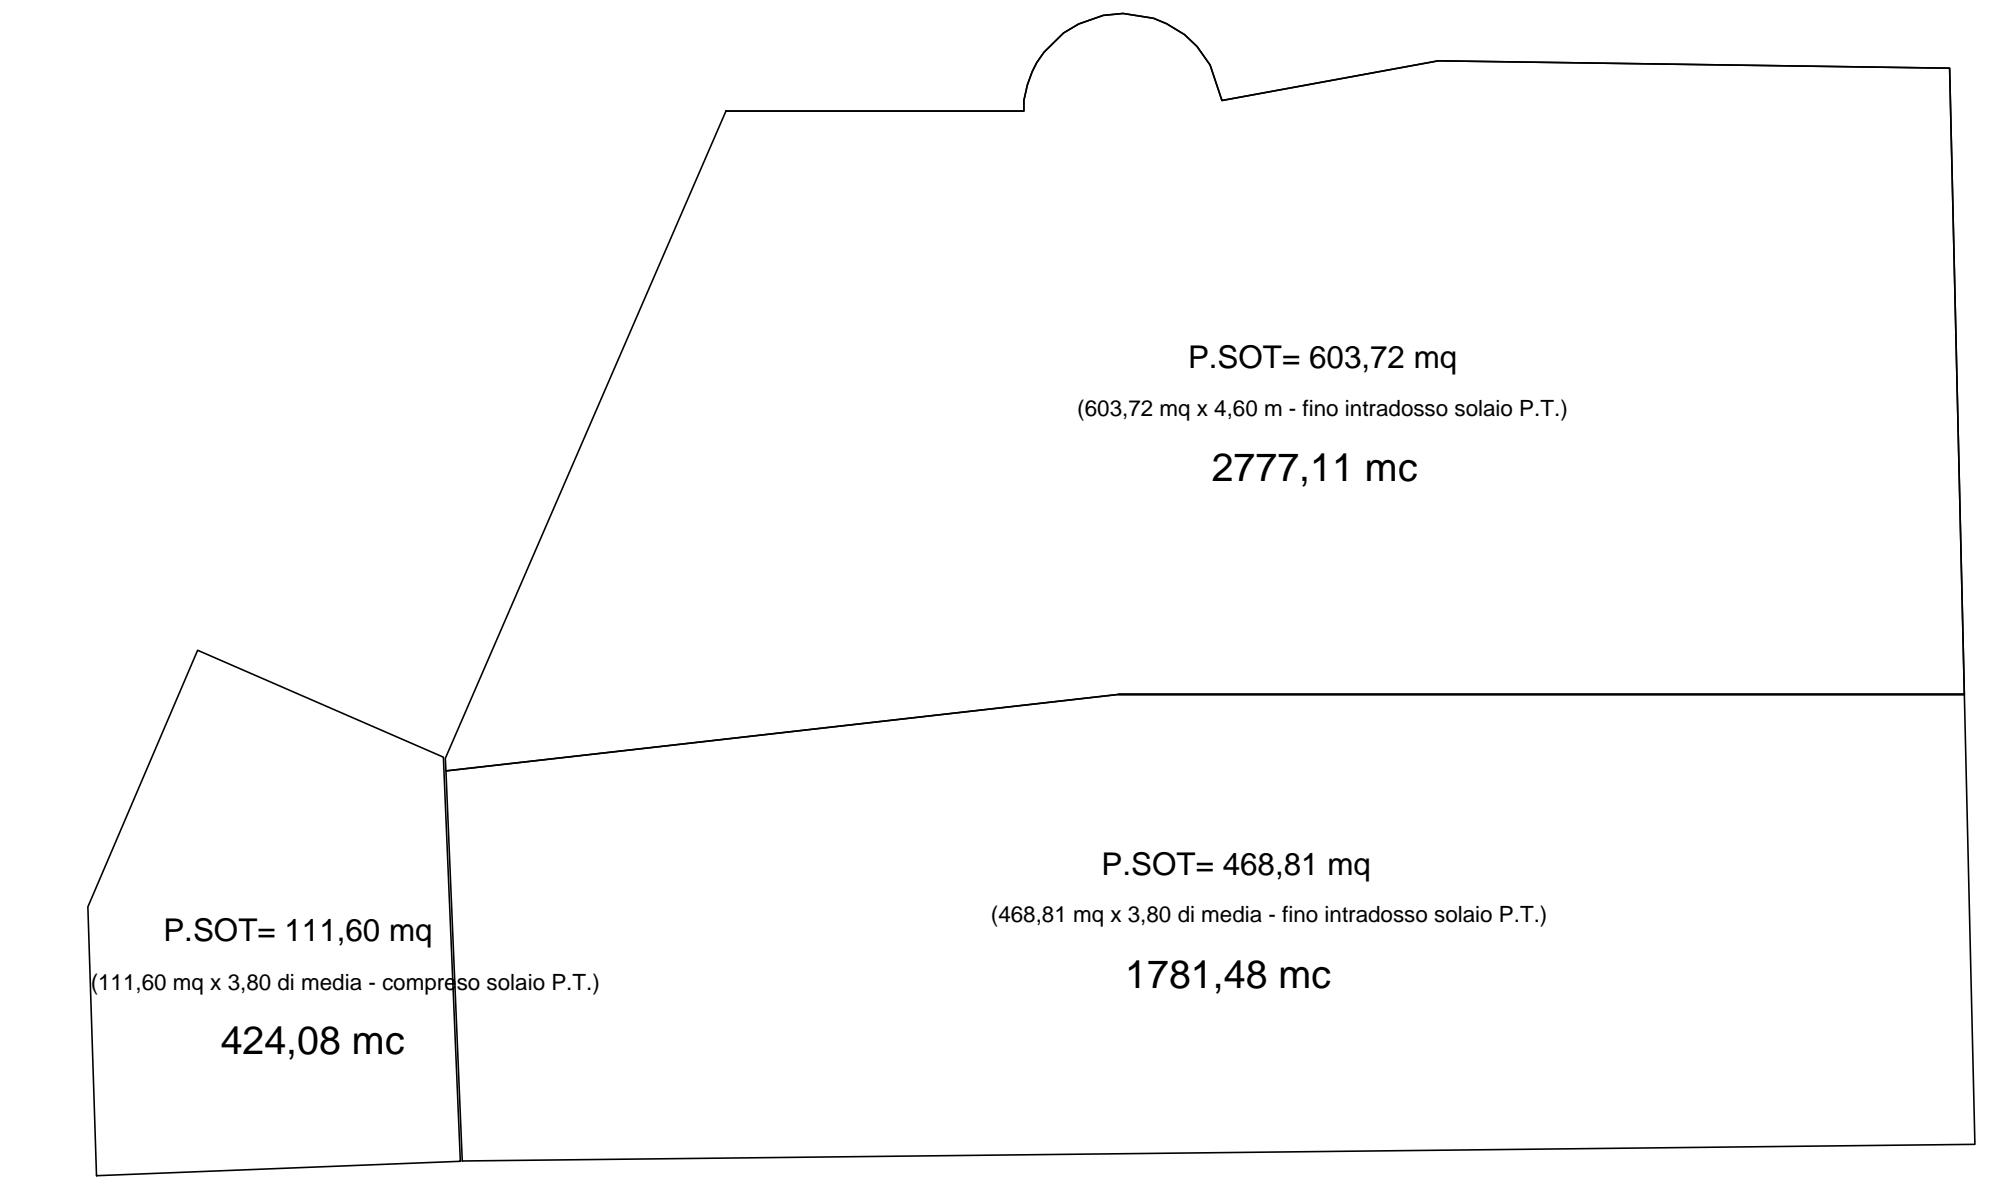 P.SOT= 603,72 mq
(603,72 mq x 4,60 m - fino intradosso solaio P.T.)
2777,11 mc
P.SOT= 468,81 mq
(468,81 mq x 3,80 di media - fino intradosso solaio P.T.)
1781,48 mc
P.SOT= 111,60 mq
(111,60 mq x 3,80 di media - compreso solaio P.T.)
424,08 mc